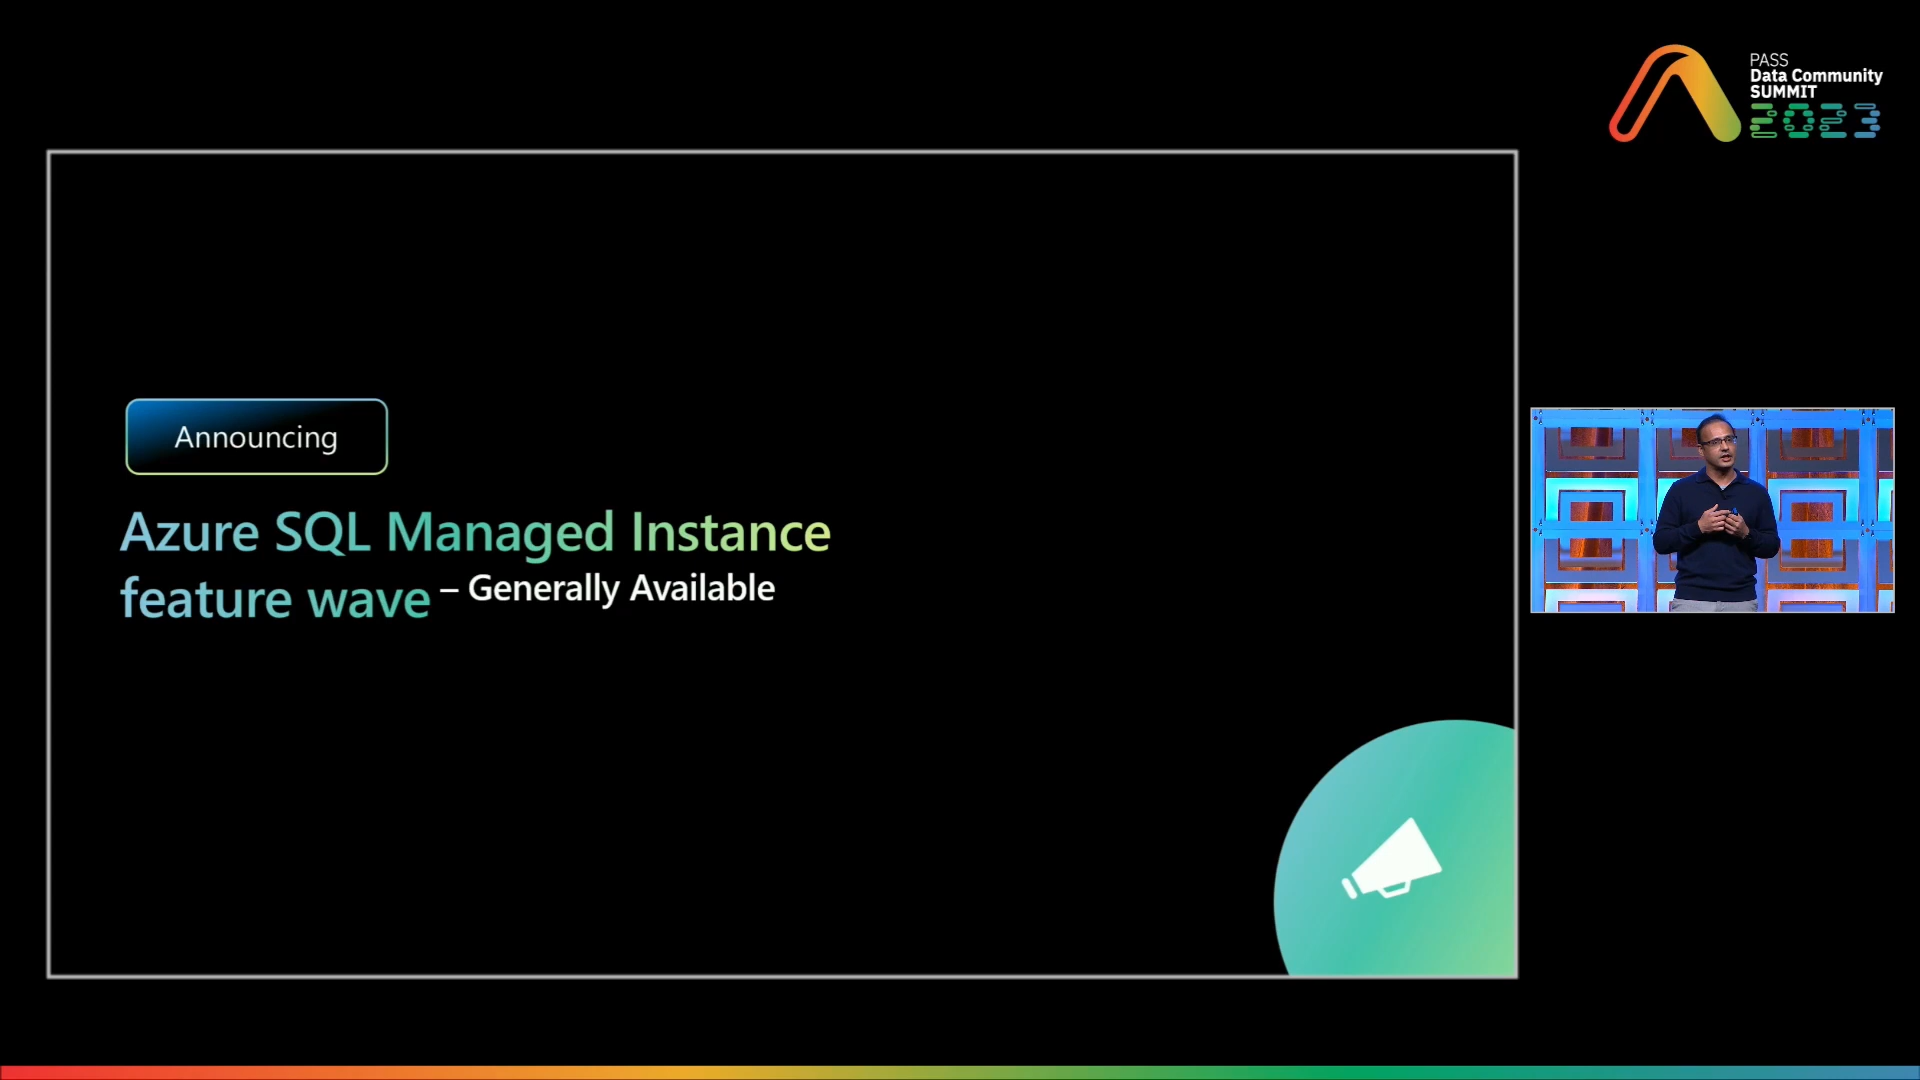 PASS
Data Community
SUMMIT
2023
Announcing
Azure SQL Managed Instance
feature wave – Generally Available